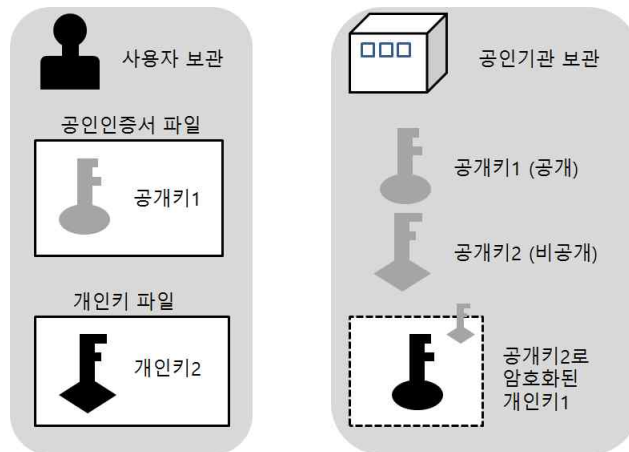 사용자 보관
공인인증서 파일
공개키1
개인키 파일
개인키2
공인기관 보관
공개키1 (공개)
공개키2 (비공개)
공개키2로
암호화된
개인키1